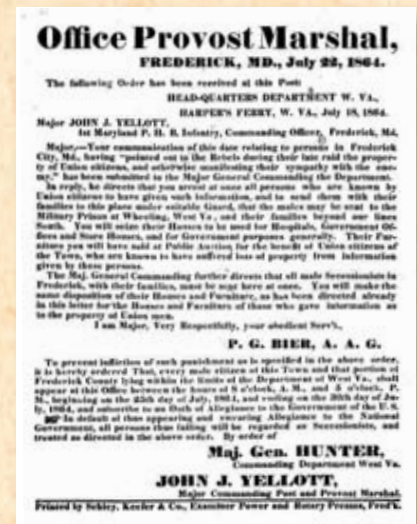 Office Provost Marshal,
FREDERICK, MD., July 22, 1864.
The following Order has been received at this Post:
HEAD-QUARTERS DEPARTMENT W. VA.,
HARPER'S FERRY, W. VA., July 18, 1864.
Major JOHN J. YELLOTT,
1st Maryland P. H. B. Infantry, Commanding Officer, Frederick, Md.
Major,—Your communication of this date relating to persons in Frederick
City, Md., having "pointed out to the Rebels during their late raid the proper-
ty of Union citizens, and otherwise manifesting their sympathy with the ene-
my," has been submitted to the Major General Commanding the Department.
In reply, he directs that you arrest at once all persons who are known by
Union citizens to have given such information, and to send them with their
families to this place under suitable Guard, that the males may be sent to the
Military Prison at Wheeling, West Va., and their families beyond our lines
South. You will seize their Houses to be used for Hospitals, Government Of-
fices and Store Houses, and for Government purposes generally. Their Fur-
niture you will have sold at Public Auction for the benefit of Union citizens of
the Town, who are known to have suffered loss of property from information
given by these persons.
The Maj. General Commanding further directs that all male Secessionists in
Frederick, with their families, must be sent here at once. You will make the
same disposition of their Houses and Furniture, as has been directed already
in this letter for the Houses and Furniture of those who gave information as
to the property of Union men.
I am Major, Very Respectfully, your obedient Serv't.,
P. G. BIER, A. A. G.
To prevent infliction of such punishment as is specified in the above order,
it is hereby ordered That, every male citizen of this Town and that portion of
Frederick County lying within the limits of the Department of West Va., shall
appear at this Office between the hours of 8 o'clock, A. M., and 5 o'clock, P.
M., beginning on the 25th day of July, 1864, and ending on the 30th day of Ju-
ly, 1864, and subscribe to an Oath of Allegiance to the Government of the U. S.
☞ In default of thus appearing and swearing Allegiance to the National
Government, all persons thus failing will be regarded as Secessionists, and
treated as directed in the above order. By order of
Maj. Gen. HUNTER,
Commanding Department West Va.
JOHN J. YELLOTT,
Major Commanding Post and Provost Marshal.
Printed by Schley, Keefer & Co., Examiner Power and Rotary Presses, Fred'k.